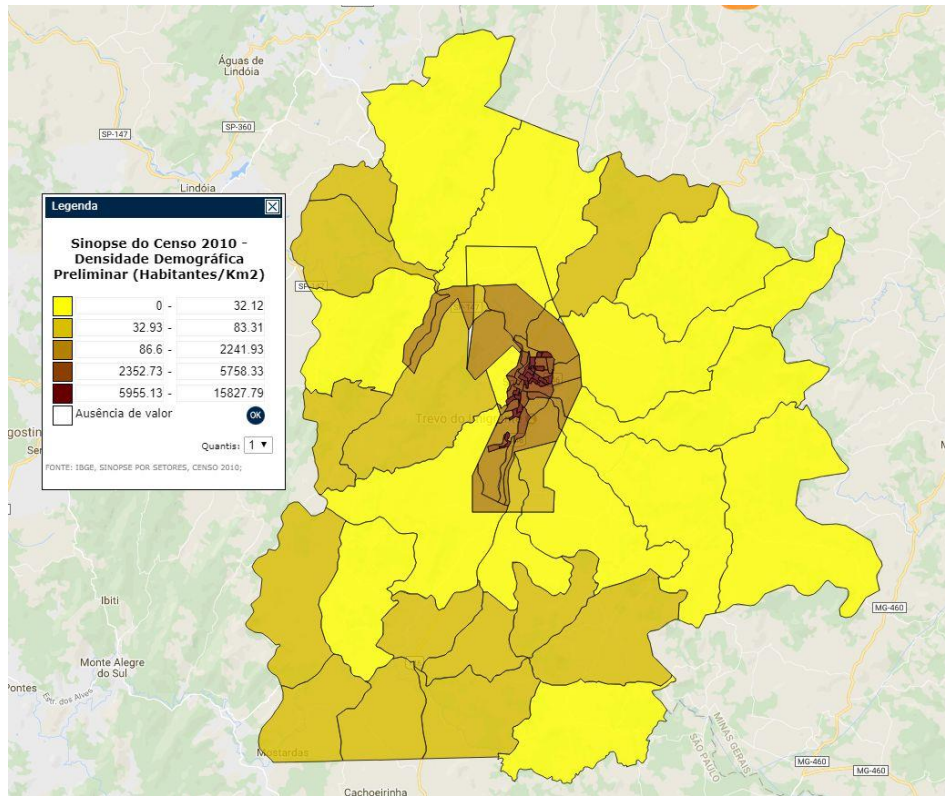 Águas de
Lindóia
SP-360
SP-147
Lindóia
Legenda
Sinopse do Censo 2010 -
Densidade Demográfica
Preliminar (Habitantes/Km2)
0 - 32.12
32.93 - 83.31
86.6 - 2241.93
2352.73 - 5758.33
5955.13 - 15827.79
Ausência de valor
OK
Quantis: 1
FONTE: IBGE, SINOPSE POR SETORES, CENSO 2010;
Trevo do
Ibiti
Monte Alegre
do Sul
Pontes
Mostardas
Cachoeirinha
MG-460
MINAS GERAIS
SÃO PAULO
MG-460
MG-460